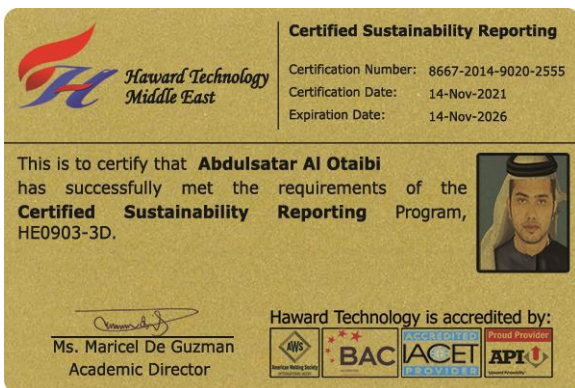 Haward Technology
Middle East
Certified Sustainability Reporting
Certification Number: 8667-2014-9020-2555
Certification Date: 14-Nov-2021
Expiration Date: 14-Nov-2026
This is to certify that Abdulsatar Al Otaibi
has successfully met the requirements of the
Certified Sustainability Reporting Program,
HE0903-3D.
Ms. Maricel De Guzman
Academic Director
Haward Technology is accredited by:
AWS
American Welding Society
BAC
ACCREDITED
IACET
PROVIDER
Proud Provider
API